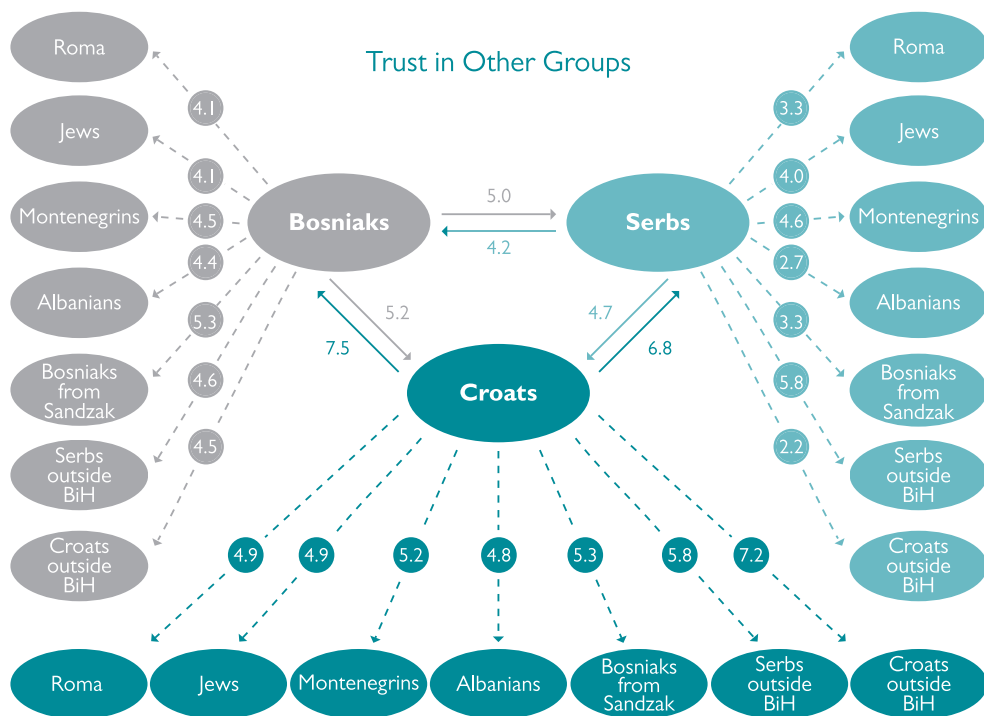 Trust in Other Groups
Roma
Jews
Montenegrins
Albanians
Bosniaks
from
Sandzak
Serbs
outside
BiH
Croats
outside
BiH
4.1
4.1
4.5
4.4
5.3
4.6
4.5
Bosniaks
5.0
4.2
Serbs
5.2
7.5
4.7
6.8
Croats
3.3
4.0
4.6
2.7
3.3
5.8
2.2
Roma
Jews
Montenegrins
Albanians
Bosniaks
from
Sandzak
Serbs
outside
BiH
Croats
outside
BiH
4.9
4.9
5.2
4.8
5.3
5.8
7.2
Roma
Jews
Montenegrins
Albanians
Bosniaks
from
Sandzak
Serbs
outside
BiH
Croats
outside
BiH